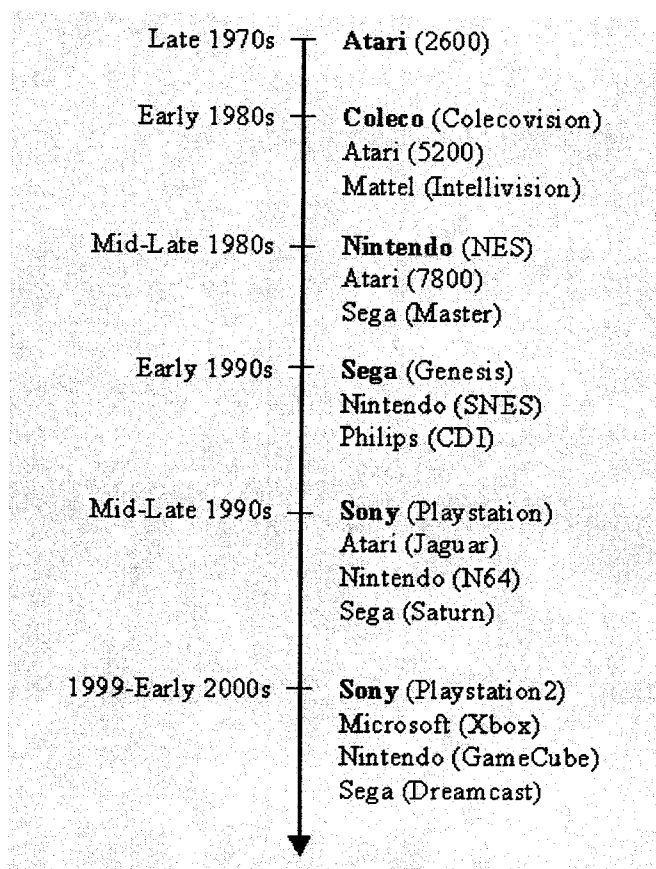 Late 1970s Atari (2600)
Early 1980s Coleco (Colecovision)
Atari (5200)
Mattel (Intellivision)
Mid-Late 1980s Nintendo (NES)
Atari (7800)
Sega (Master)
Early 1990s Sega (Genesis)
Nintendo (SNES)
Philips (CDI)
Mid-Late 1990s Sony (Playstation)
Atari (Jaguar)
Nintendo (N64)
Sega (Saturn)
1999-Early 2000s Sony (Playstation2)
Microsoft (Xbox)
Nintendo (GameCube)
Sega (Dreamcast)